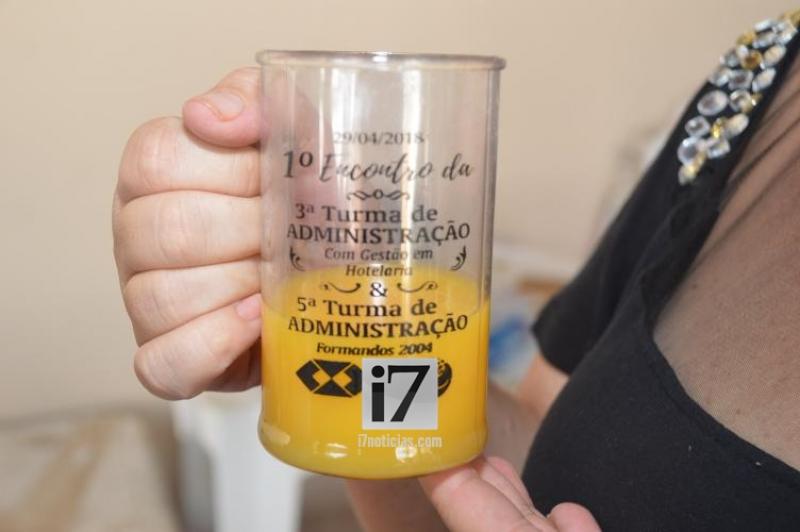 29/04/2018
1º Encontro da
3ª Turma de
ADMINISTRAÇÃO
Com Gestão em
Hotelaria
&
5ª Turma de
ADMINISTRAÇÃO
Formandos 2004
i7
i7noticias.com